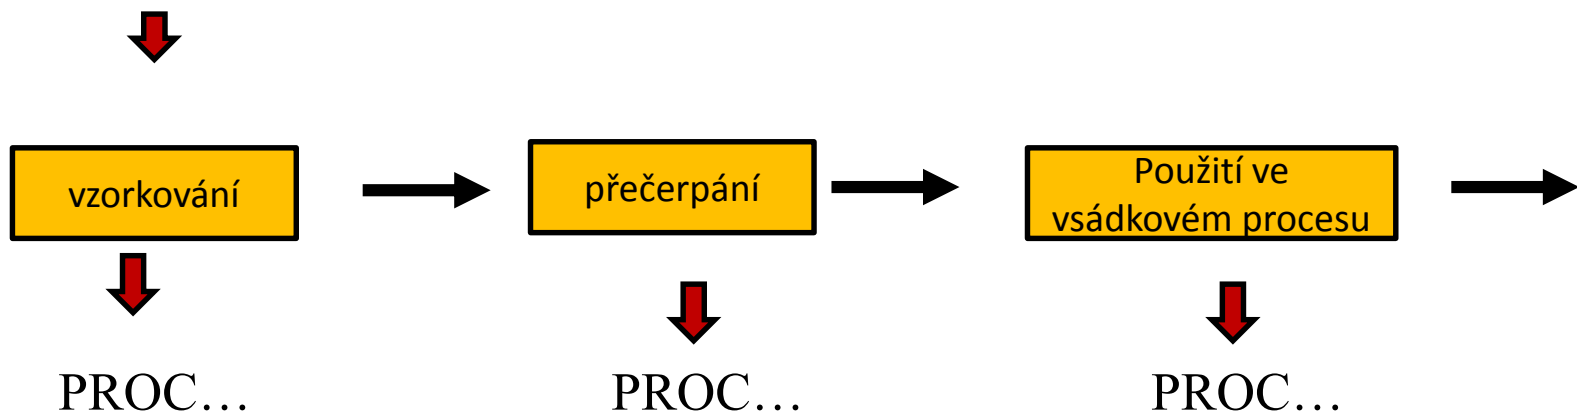 vzorkování
přečerpání
Použití ve
vsádkovém procesu
PROC…
PROC…
PROC…